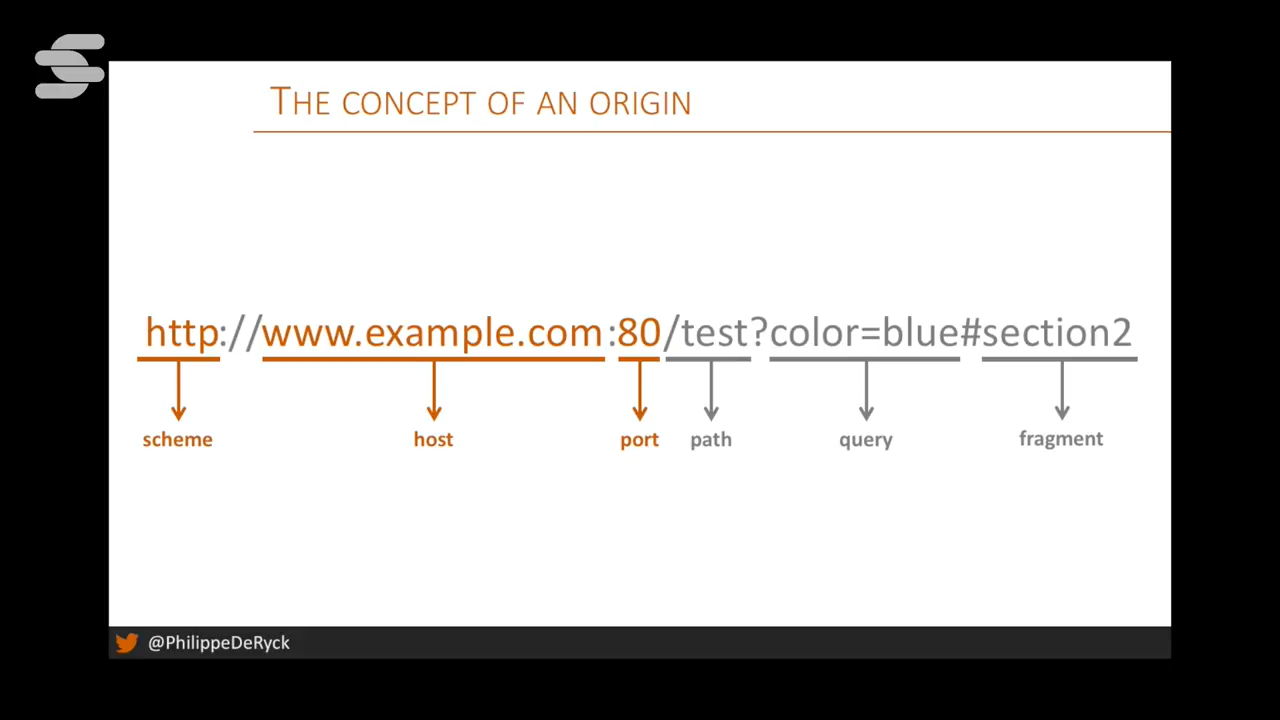 THE CONCEPT OF AN ORIGIN
http://www.example.com:80/test?color=blue#section2
scheme host port path query fragment
@PhilippeDeRyck